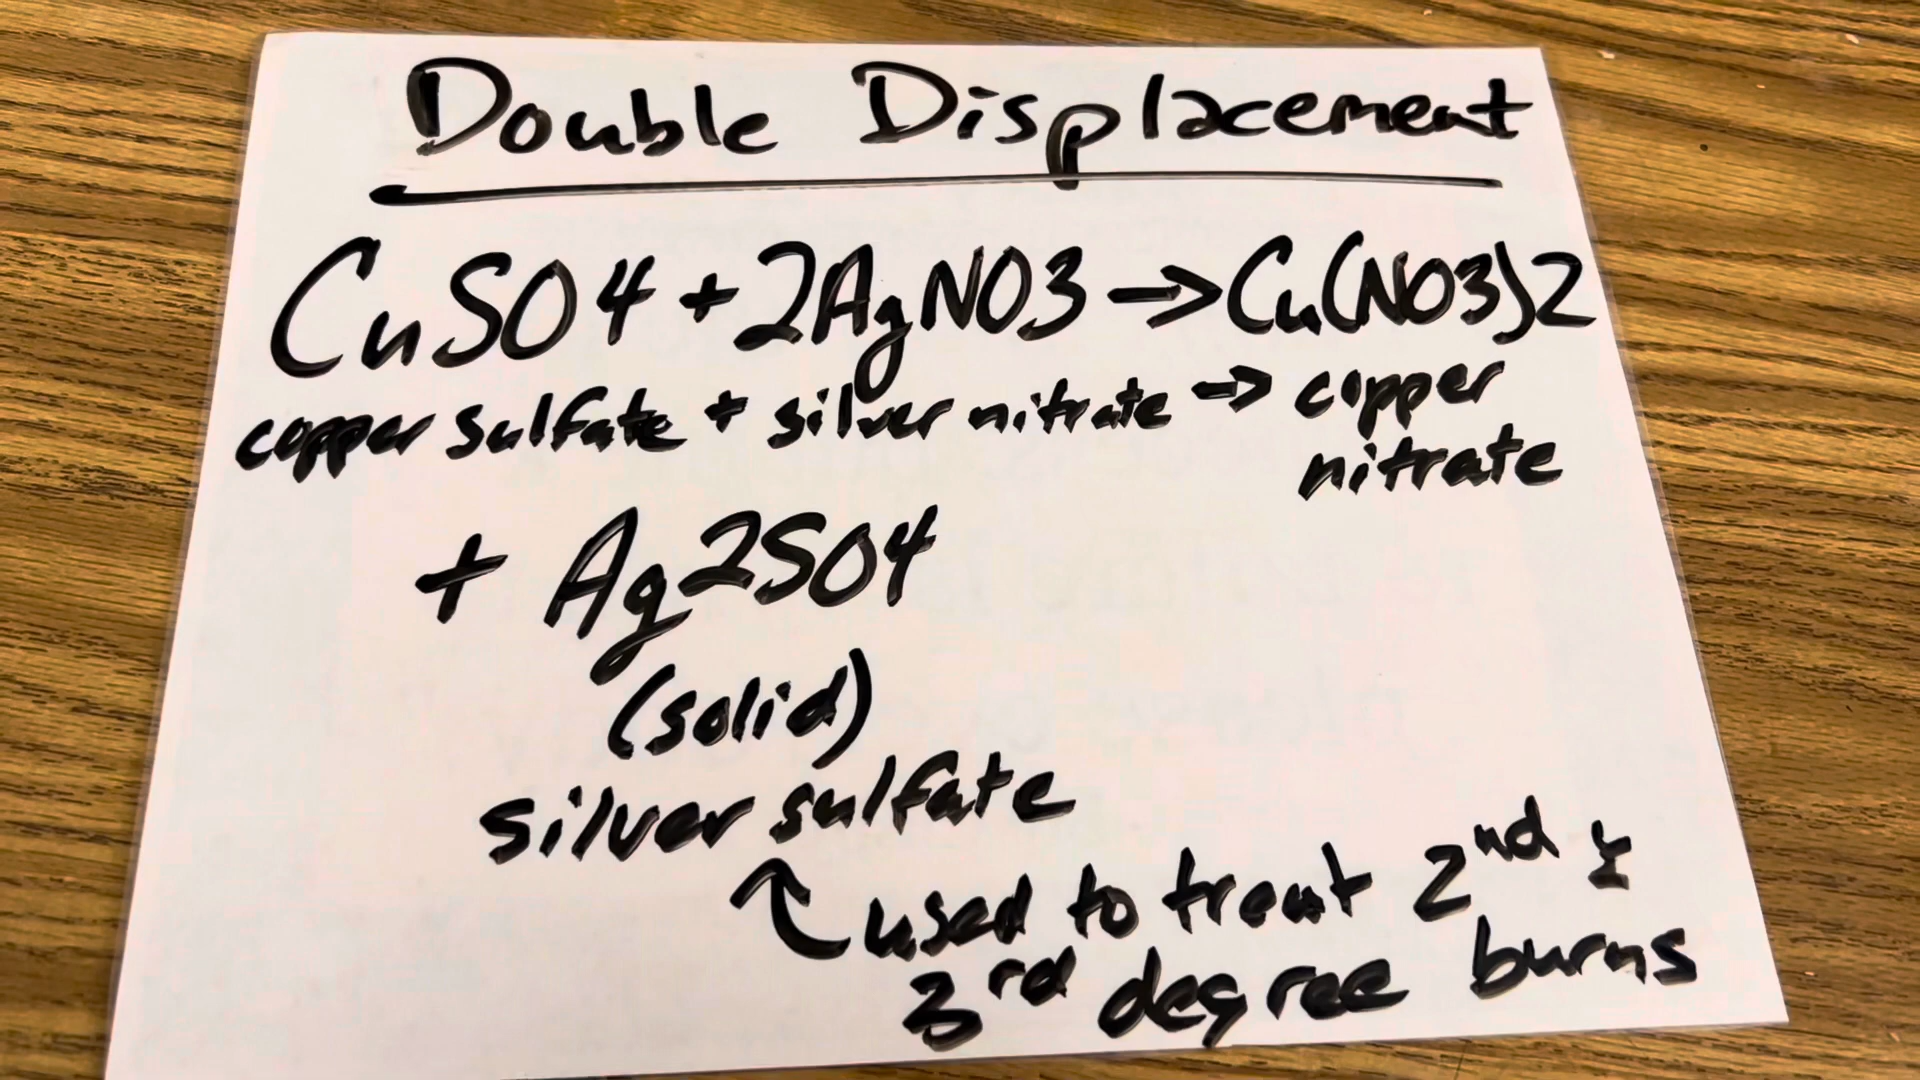 Double Displacement
CuSO4 + 2AgNO3 → Cu(NO3)2
copper sulfate + silver nitrate → copper
nitrate
+ Ag2SO4
(solid)
silver sulfate
used to treat 2nd &
3rd degree burns